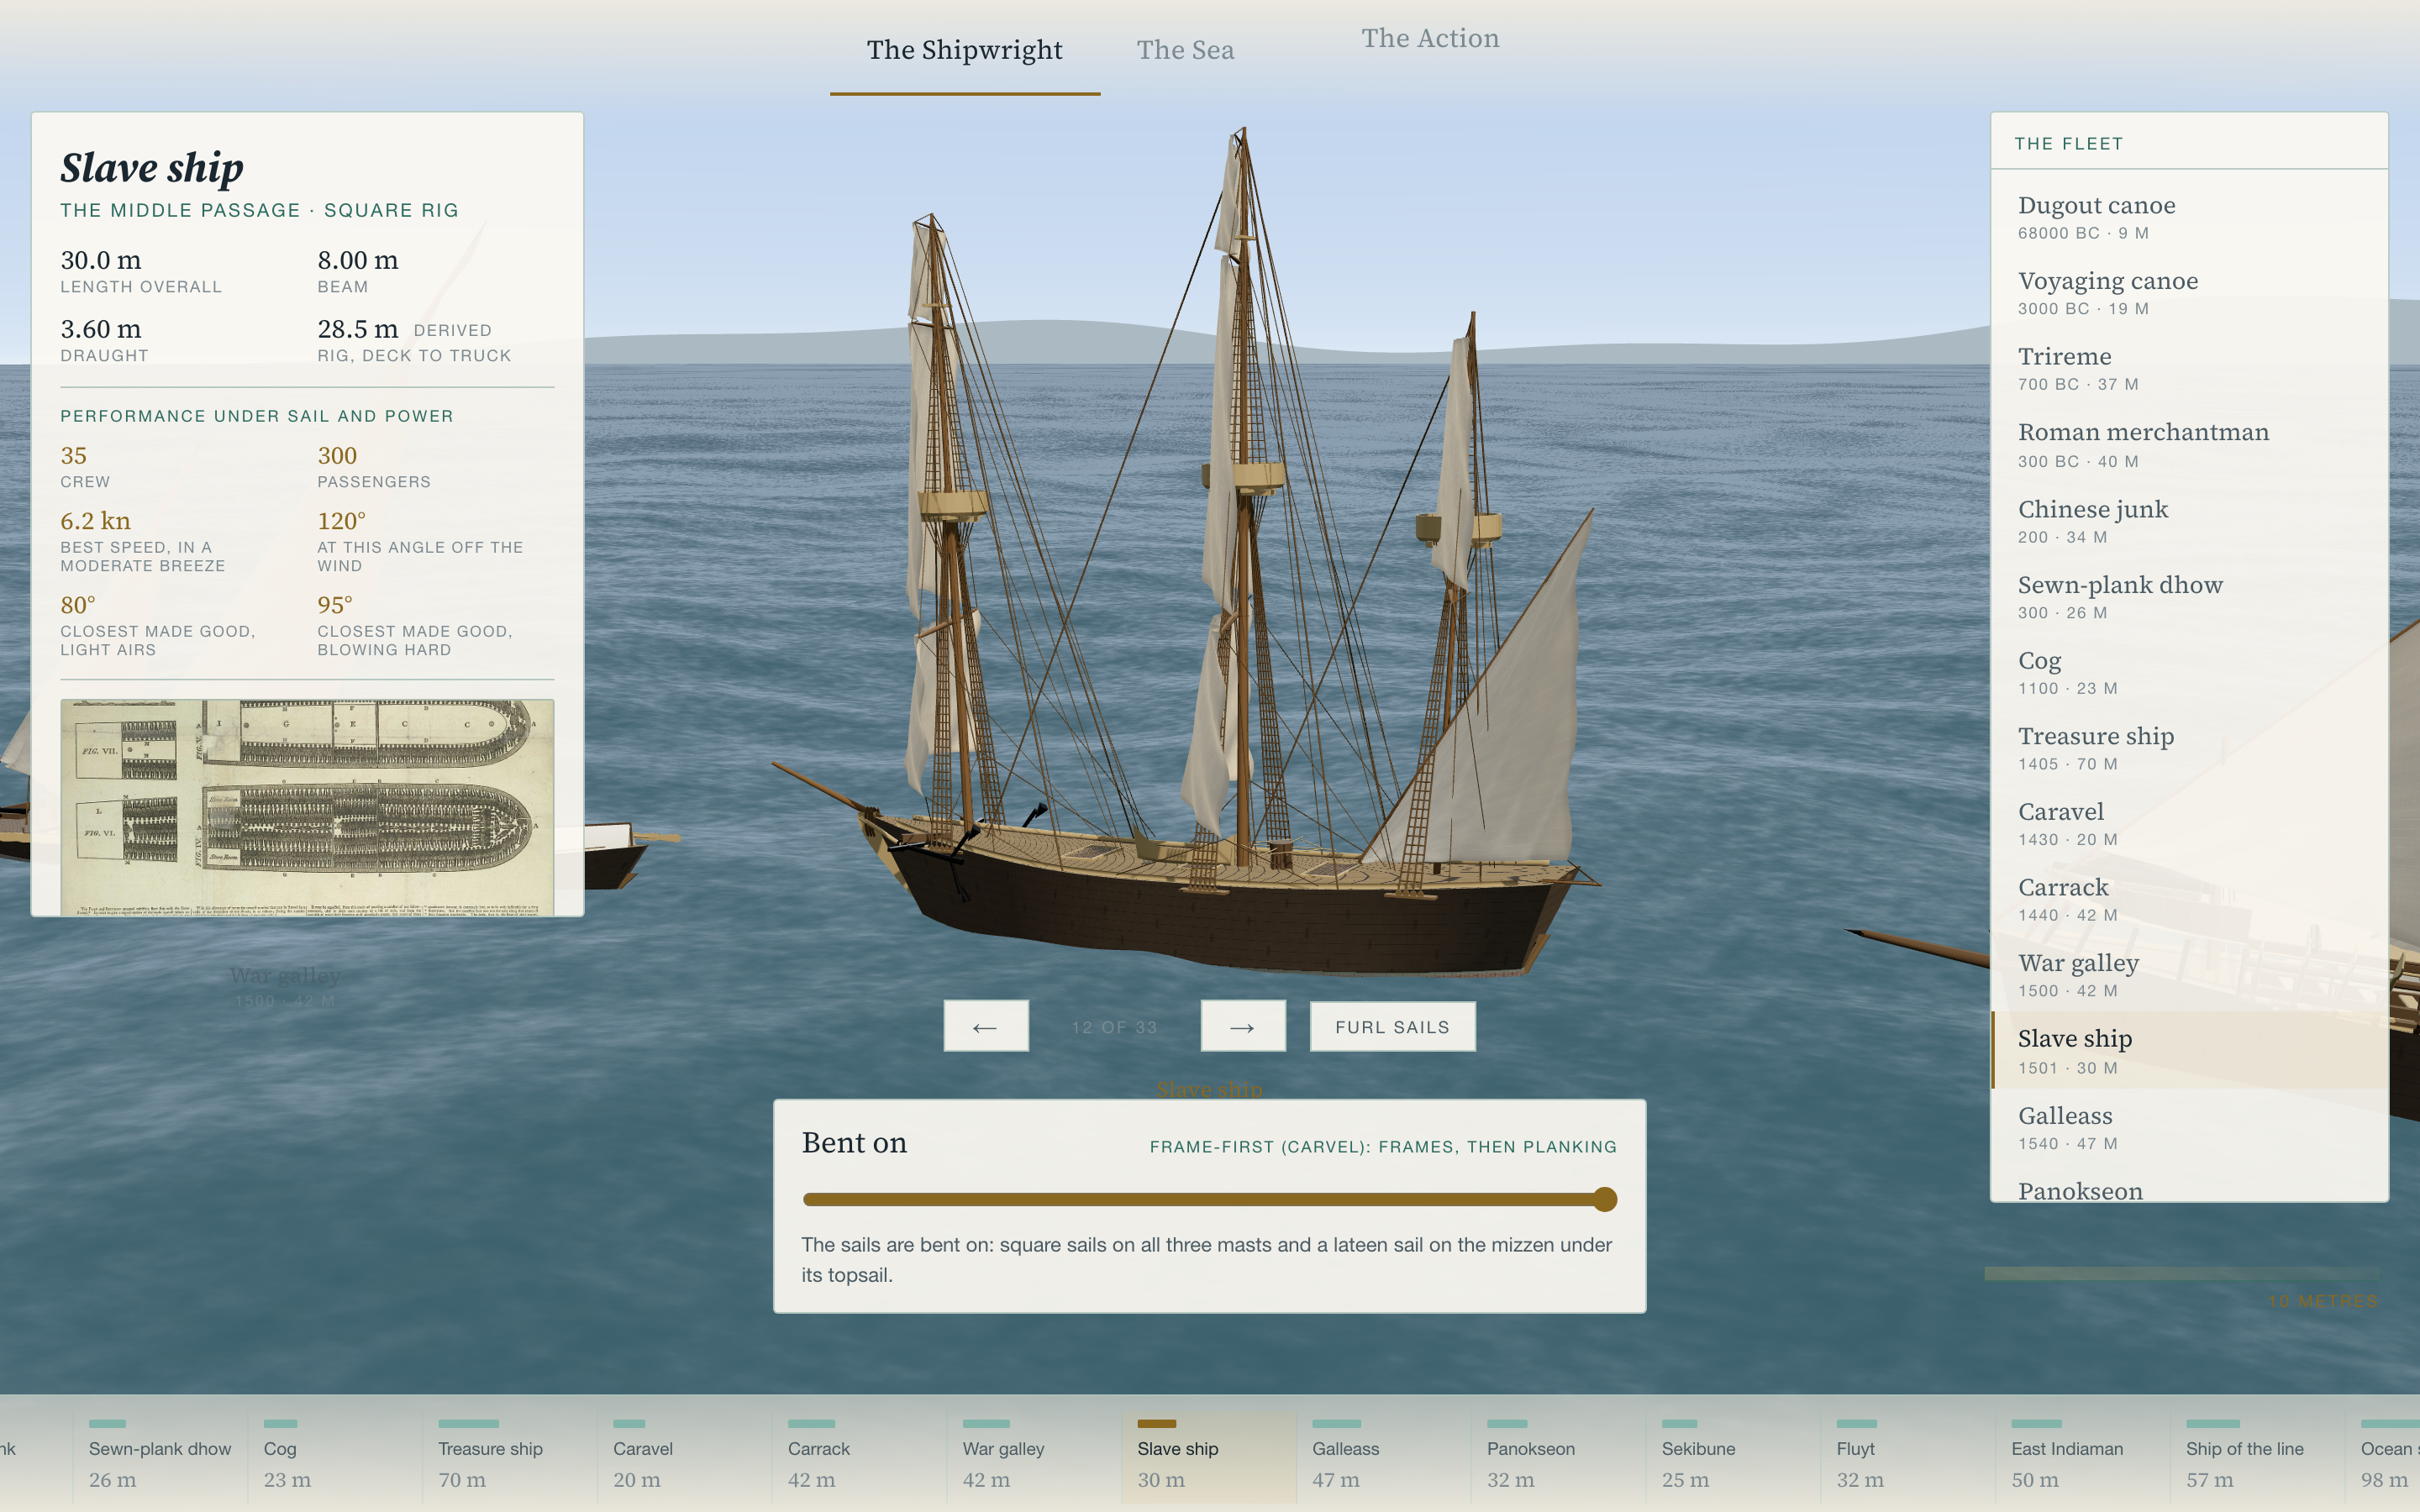 The Shipwright
The Sea
The Action
Slave ship
THE MIDDLE PASSAGE · SQUARE RIG
30.0 m
LENGTH OVERALL
8.00 m
BEAM
3.60 m
DRAUGHT
28.5 m DERIVED
RIG, DECK TO TRUCK
PERFORMANCE UNDER SAIL AND POWER
35
CREW
300
PASSENGERS
6.2 kn
BEST SPEED, IN A
MODERATE BREEZE
120°
AT THIS ANGLE OFF THE
WIND
80°
CLOSEST MADE GOOD,
LIGHT AIRS
95°
CLOSEST MADE GOOD,
BLOWING HARD
FIG. VII.
FIG. VI.
Store Room
Store Room
War galley
1500 · 42 M
THE FLEET
Dugout canoe
68000 BC · 9 M
Voyaging canoe
3000 BC · 19 M
Trireme
700 BC · 37 M
Roman merchantman
300 BC · 40 M
Chinese junk
200 · 34 M
Sewn-plank dhow
300 · 26 M
Cog
1100 · 23 M
Treasure ship
1405 · 70 M
Caravel
1430 · 20 M
Carrack
1440 · 42 M
War galley
1500 · 42 M
Slave ship
1501 · 30 M
Galleass
1540 · 47 M
Panokseon
←
12 OF 33
→
FURL SAILS
Slave ship
Bent on
FRAME-FIRST (CARVEL): FRAMES, THEN PLANKING
The sails are bent on: square sails on all three masts and a lateen sail on the mizzen under
its topsail.
10 METRES
nk
Sewn-plank dhow
26 m
Cog
23 m
Treasure ship
70 m
Caravel
20 m
Carrack
42 m
War galley
42 m
Slave ship
30 m
Galleass
47 m
Panokseon
32 m
Sekibune
25 m
Fluyt
32 m
East Indiaman
50 m
Ship of the line
57 m
Ocean
98 m